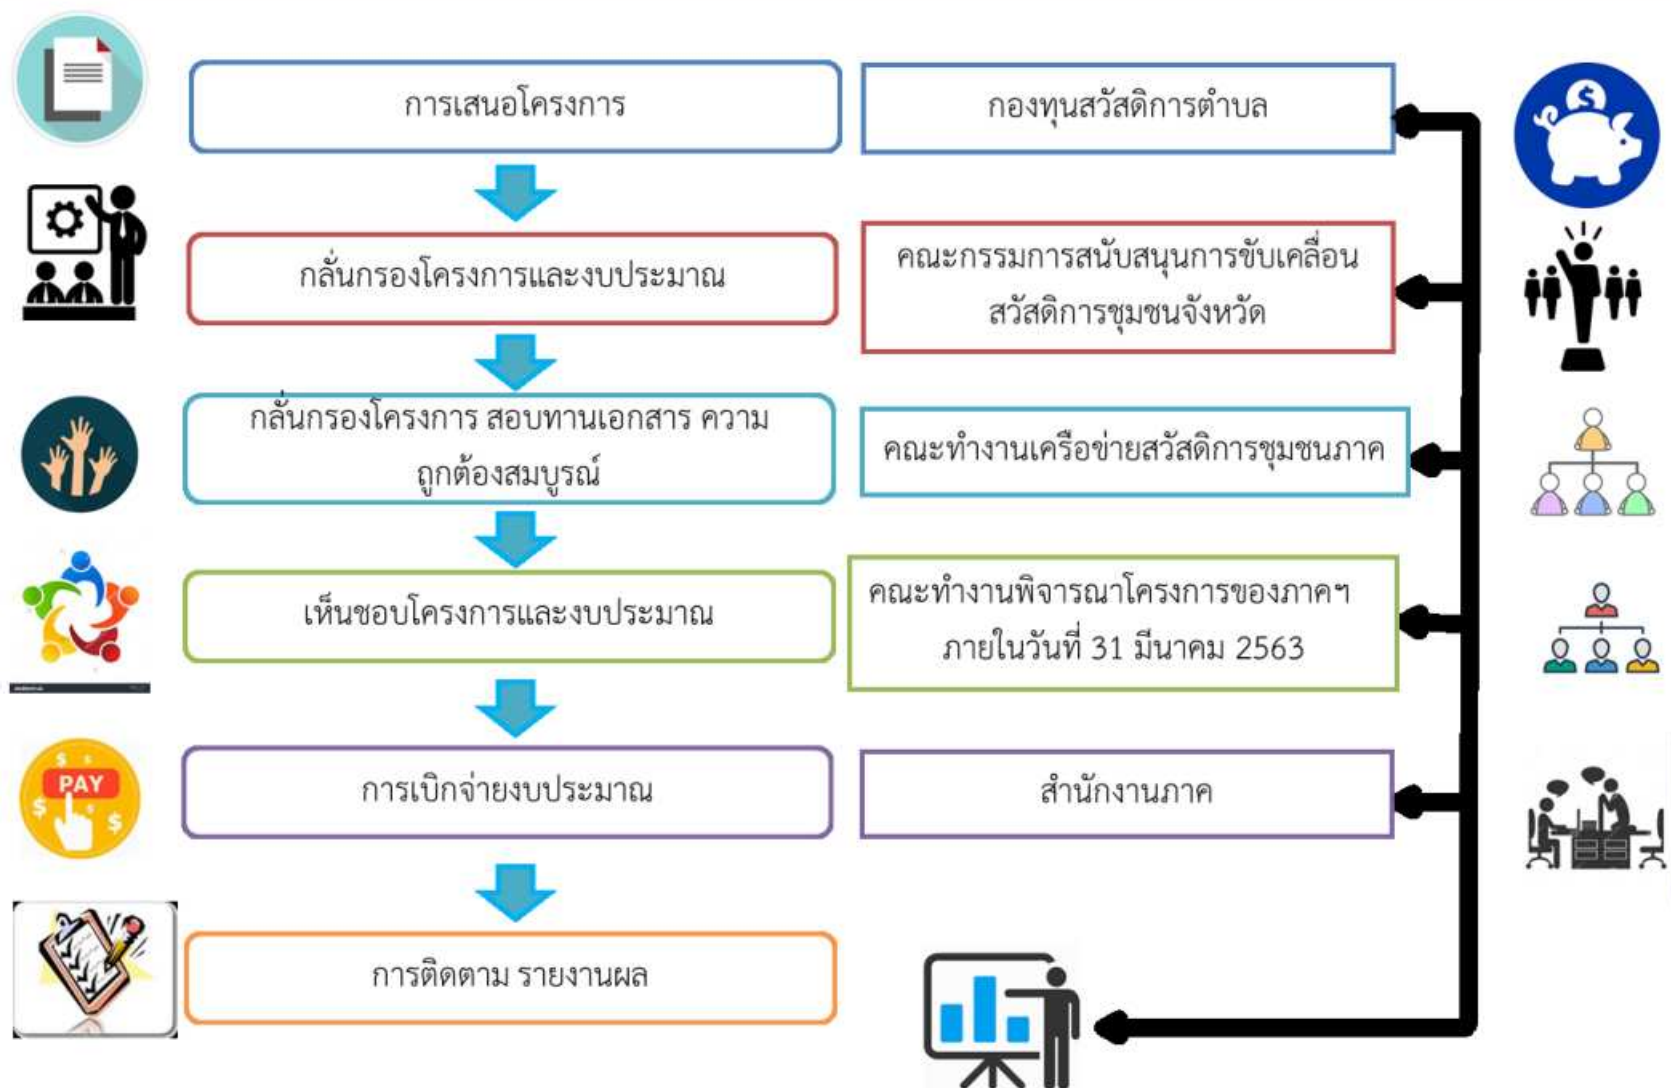 การเสนอโครงการ
กองทุนสวัสดิการตำบล
กลั่นกรองโครงการและงบประมาณ
คณะกรรมการสนับสนุนการขับเคลื่อน
สวัสดิการชุมชนจังหวัด
กลั่นกรองโครงการ สอบทานเอกสาร ความ
ถูกต้องสมบูรณ์
คณะทำงานเครือข่ายสวัสดิการชุมชนภาค
เห็นชอบโครงการและงบประมาณ
คณะทำงานพิจารณาโครงการของภาคฯ
ภายในวันที่ 31 มีนาคม 2563
PAY
การเบิกจ่ายงบประมาณ
สำนักงานภาค
การติดตาม รายงานผล